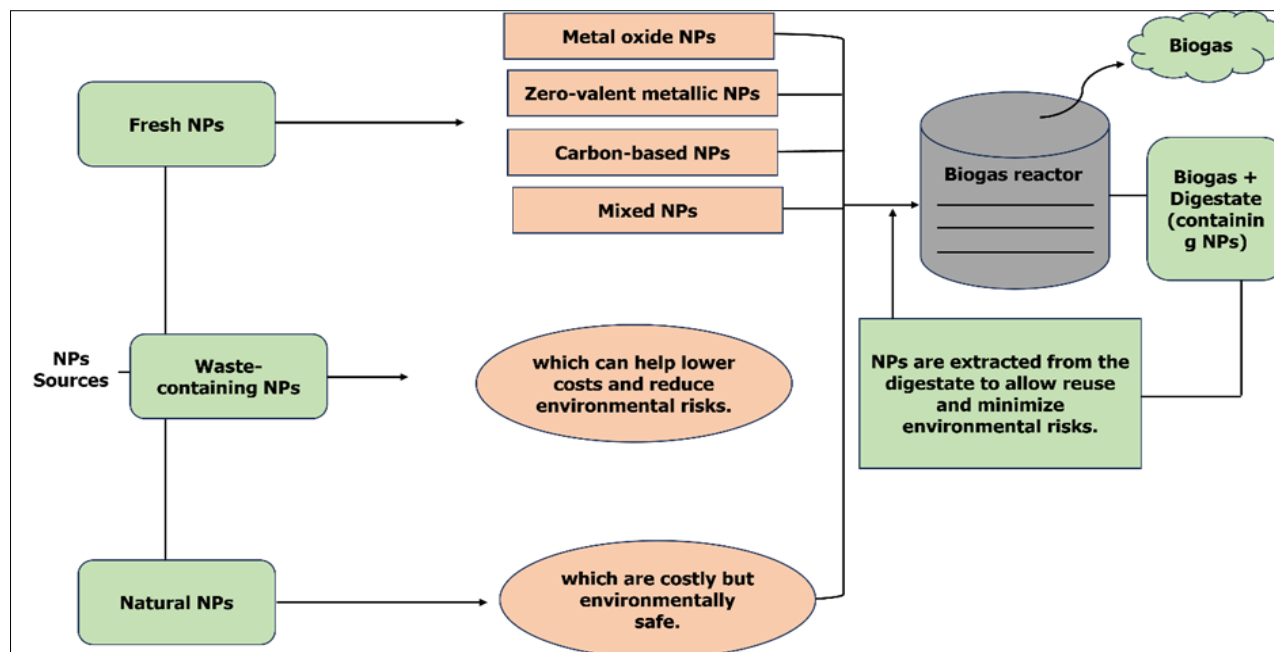 Metal oxide NPs
Biogas
Zero-valent metallic NPs
Fresh NPs
Carbon-based NPs
Biogas reactor
Biogas +
Digestate
(containin
g NPs)
Mixed NPs
NPs
Sources
Waste-
containing NPs
which can help lower
costs and reduce
environmental risks.
NPs are extracted from the
digestate to allow reuse
and minimize
environmental risks.
Natural NPs
which are costly but
environmentally
safe.